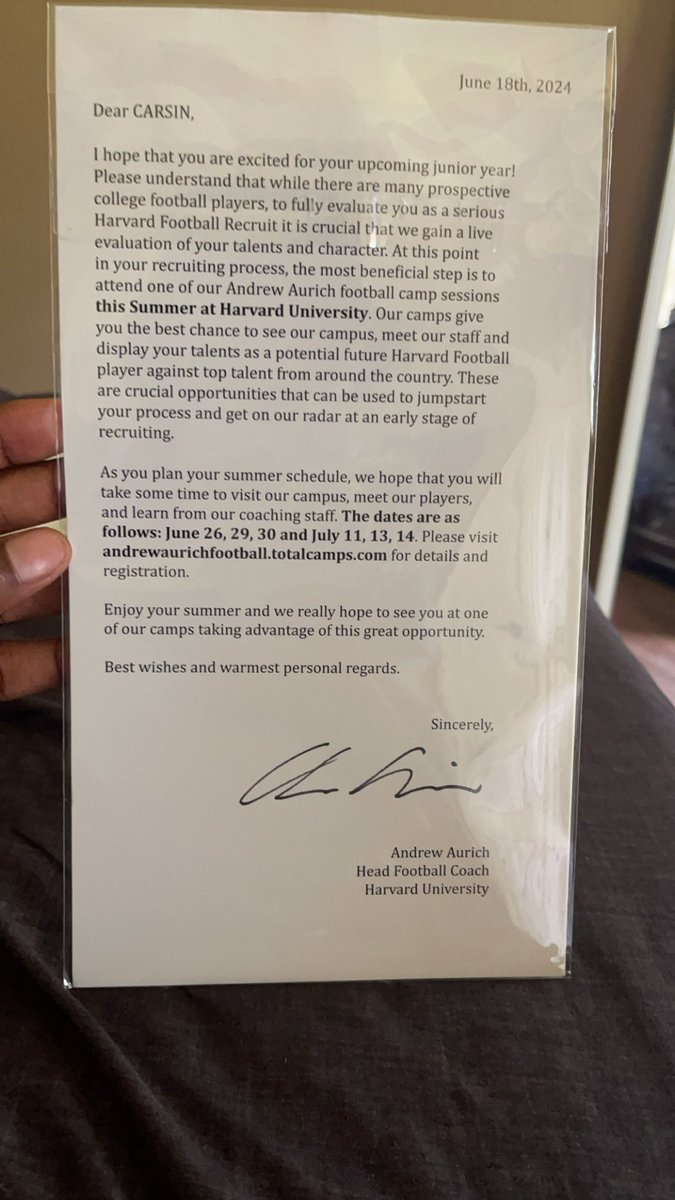 June 18th, 2024
Dear CARSIN,
I hope that you are excited for your upcoming junior year!
Please understand that while there are many prospective
college football players, to fully evaluate you as a serious
Harvard Football Recruit it is crucial that we gain a live
evaluation of your talents and character. At this point
in your recruiting process, the most beneficial step is to
attend one of our Andrew Aurich football camp sessions
this Summer at Harvard University. Our camps give
you the best chance to see our campus, meet our staff and
display your talents as a potential future Harvard Football
player against top talent from around the country. These
are crucial opportunities that can be used to jumpstart
your process and get on our radar at an early stage of
recruiting.
As you plan your summer schedule, we hope that you will
take some time to visit our campus, meet our players,
and learn from our coaching staff. The dates are as
follows: June 26, 29, 30 and July 11, 13, 14. Please visit
andrewaurichfootball.totalcamps.com for details and
registration.
Enjoy your summer and we really hope to see you at one
of our camps taking advantage of this great opportunity.
Best wishes and warmest personal regards.
Sincerely,
Andrew Aurich
Head Football Coach
Harvard University